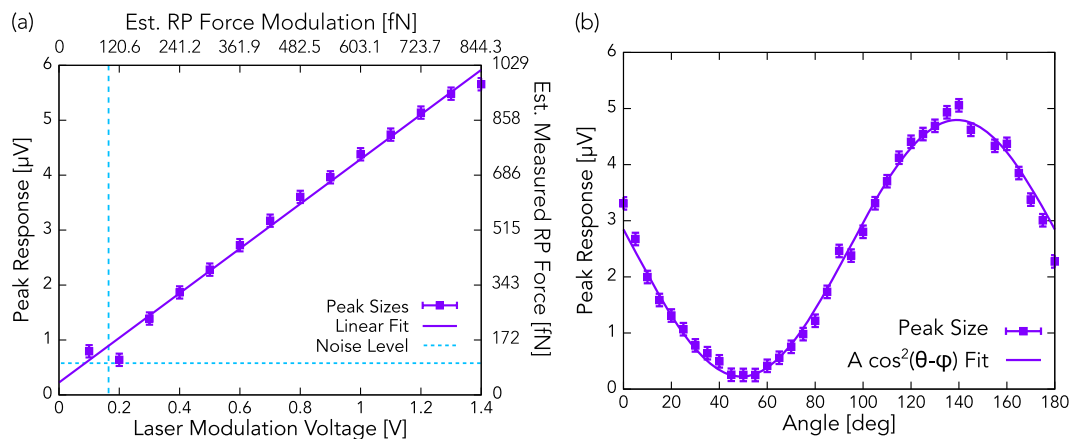 (a)
Est. RP Force Modulation [fN]
0 120.6 241.2 361.9 482.5 603.1 723.7 844.3
6 5 4 3 2 1 0
Peak Response [µV]
1029 858 686 515 343 172 0
Est. Measured RP Force [fN]
Peak Sizes
Linear Fit
Noise Level
0 0.2 0.4 0.6 0.8 1.0 1.2 1.4
Laser Modulation Voltage [V]
(b)
6 5 4 3 2 1 0
Peak Response [µV]
Peak Size
A cos²(θ-φ) Fit
0 20 40 60 80 100 120 140 160 180
Angle [deg]